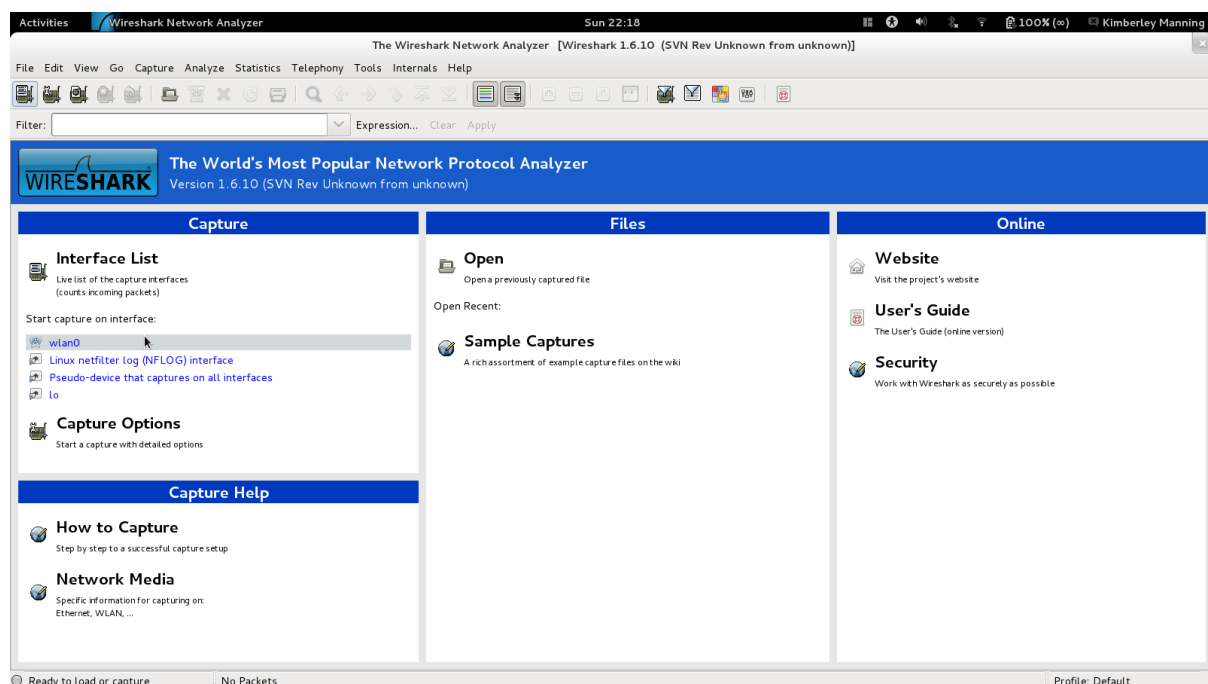 Activities Wireshark Network Analyzer Sun 22:18 100% (∞) Kimberley Manning
The Wireshark Network Analyzer [Wireshark 1.6.10 (SVN Rev Unknown from unknown)]
File Edit View Go Capture Analyze Statistics Telephony Tools Internals Help
Filter: Expression... Clear Apply
WIRESHARK
The World's Most Popular Network Protocol Analyzer
Version 1.6.10 (SVN Rev Unknown from unknown)
Capture
Interface List
Live list of the capture interfaces
(counts incoming packets)
Start capture on interface:
wlan0
Linux netfilter log (NFLOG) interface
Pseudo-device that captures on all interfaces
lo
Capture Options
Start a capture with detailed options
Capture Help
How to Capture
Step by step to a successful capture setup
Network Media
Specific information for capturing on:
Ethernet, WLAN, ...
Files
Open
Open a previously captured file
Open Recent:
Sample Captures
A rich assortment of example capture files on the wiki
Online
Website
Visit the project's website
User's Guide
The User's Guide (online version)
Security
Work with Wireshark as securely as possible
Ready to load or capture No Packets Profile: Default